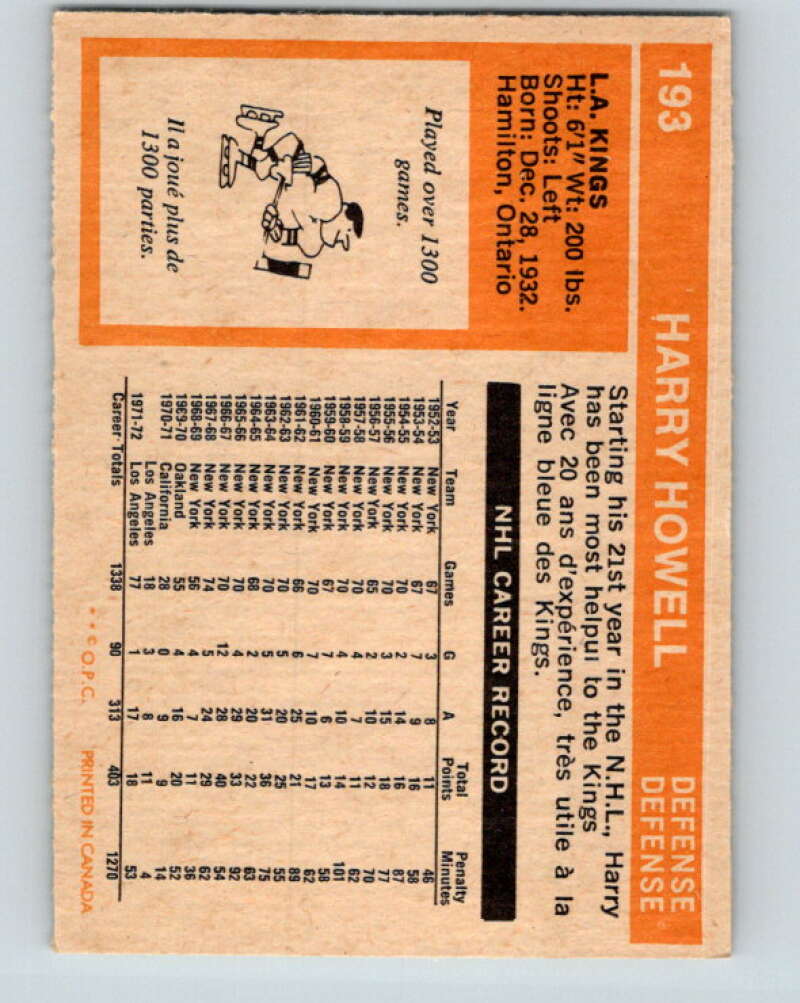 193 HARRY HOWELL DEFENSE
DEFENSE
L.A. KINGS
Ht: 6'1" Wt: 200 lbs.
Shoots: Left
Born: Dec. 28, 1932.
Hamilton, Ontario
Played over 1300
games.
Il a joué plus de
1300 parties.
Starting his 21st year in the N.H.L., Harry
has been most helpul to the Kings
Avec 20 ans d'expérience, très utile à la
ligne bleue des Kings.
NHL CAREER RECORD
Year Team Games G A Total Points Penalty Minutes
1952-53 New York 67 3 8 11 46
1953-54 New York 67 7 9 16 58
1954-55 New York 70 2 14 16 87
1955-56 New York 70 3 15 18 77
1956-57 New York 65 2 10 12 70
1957-58 New York 70 4 7 11 62
1958-59 New York 70 4 10 14 101
1959-60 New York 67 7 6 13 58
1960-61 New York 70 7 10 17 62
1961-62 New York 66 6 25 21 89
1962-63 New York 70 5 20 25 55
1963-64 New York 70 5 31 36 75
1964-65 New York 68 2 20 22 63
1965-66 New York 70 4 29 33 92
1966-67 New York 70 12 28 40 54
1967-68 New York 74 5 24 29 62
1968-69 New York 56 4 7 11 36
1969-70 Oakland 55 4 16 20 52
1970-71 California 28 0 9 9 14
Los Angeles 18 3 8 11 4
1971-72 Los Angeles 77 1 17 18 53
Career Totals 1338 90 313 403 1270
* * © O.P.C. PRINTED IN CANADA